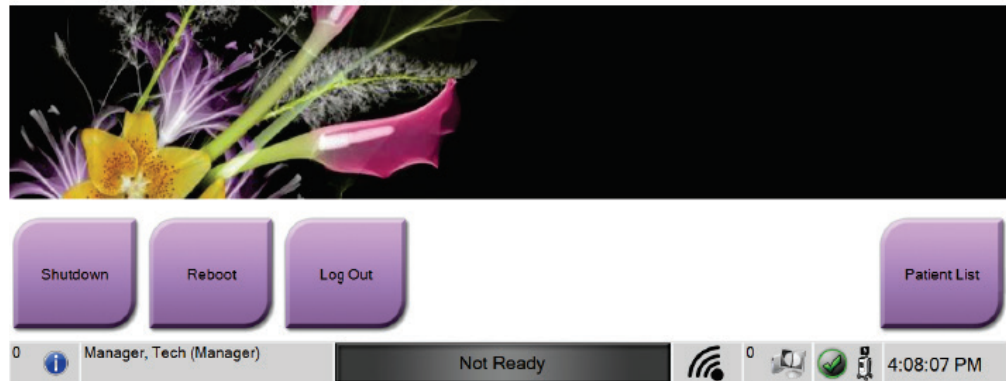 Shutdown
Reboot
Log Out
Patient List
0
Manager, Tech (Manager)
Not Ready
0
4:08:07 PM